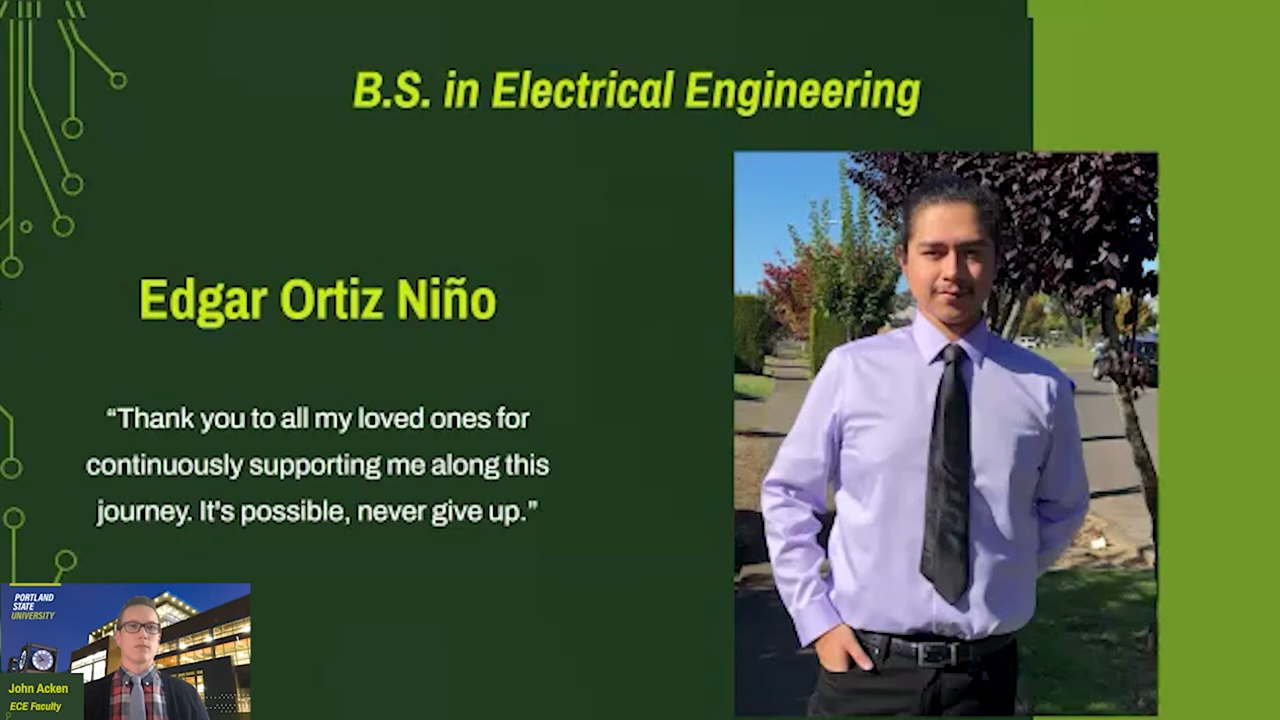 B.S. in Electrical Engineering
Edgar Ortiz Niño
“Thank you to all my loved ones for
continuously supporting me along this
journey. It's possible, never give up.”
PORTLAND
STATE
UNIVERSITY
John Acken
ECE Faculty